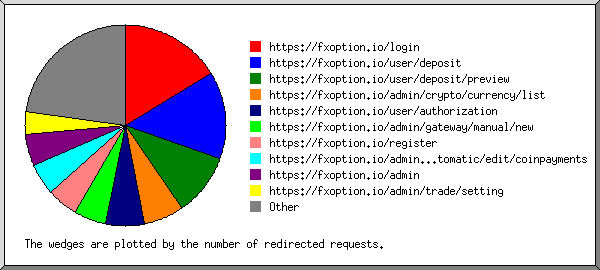 https://fxoption.io/login
https://fxoption.io/user/deposit
https://fxoption.io/user/deposit/preview
https://fxoption.io/admin/crypto/currency/list
https://fxoption.io/user/authorization
https://fxoption.io/admin/gateway/manual/new
https://fxoption.io/register
https://fxoption.io/admin...tomatic/edit/coinpayments
https://fxoption.io/admin
https://fxoption.io/admin/trade/setting
Other
The wedges are plotted by the number of redirected requests.